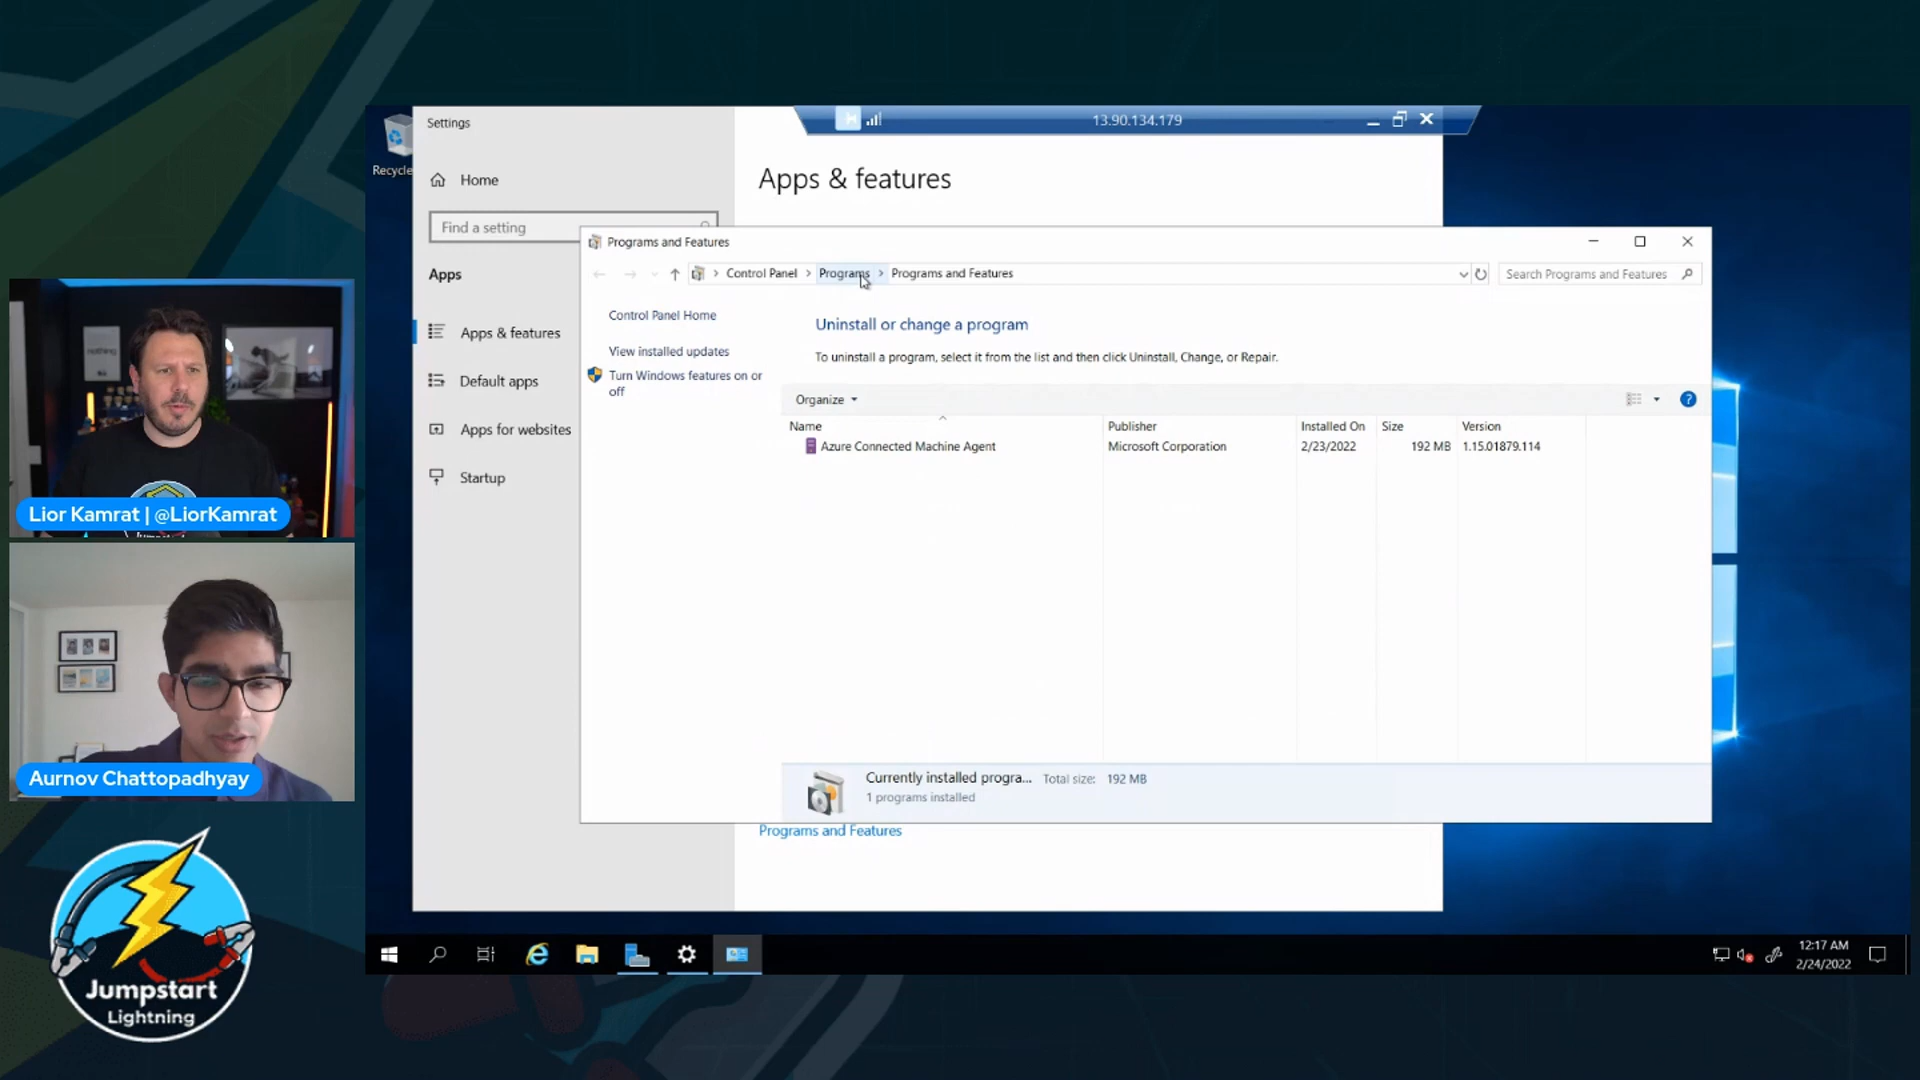 Settings
13.90.134.179
Recycle
Home
Apps & features
Find a setting
Programs and Features
Apps
Control Panel
Programs
Programs and Features
Search Programs and Features
Control Panel Home
Uninstall or change a program
Apps & features
View installed updates
To uninstall a program, select it from the list and then click Uninstall, Change, or Repair.
Turn Windows features on or
off
Default apps
Organize
Name
Publisher
Installed On
Size
Version
Apps for websites
Azure Connected Machine Agent
Microsoft Corporation
2/23/2022
192 MB
1.15.01879.114
Startup
nothing
Lior Kamrat | @LiorKamrat
Aurnov Chattopadhyay
Currently installed progra...
Total size: 192 MB
1 programs installed
Programs and Features
12:17 AM
2/24/2022
Jumpstart
Lightning